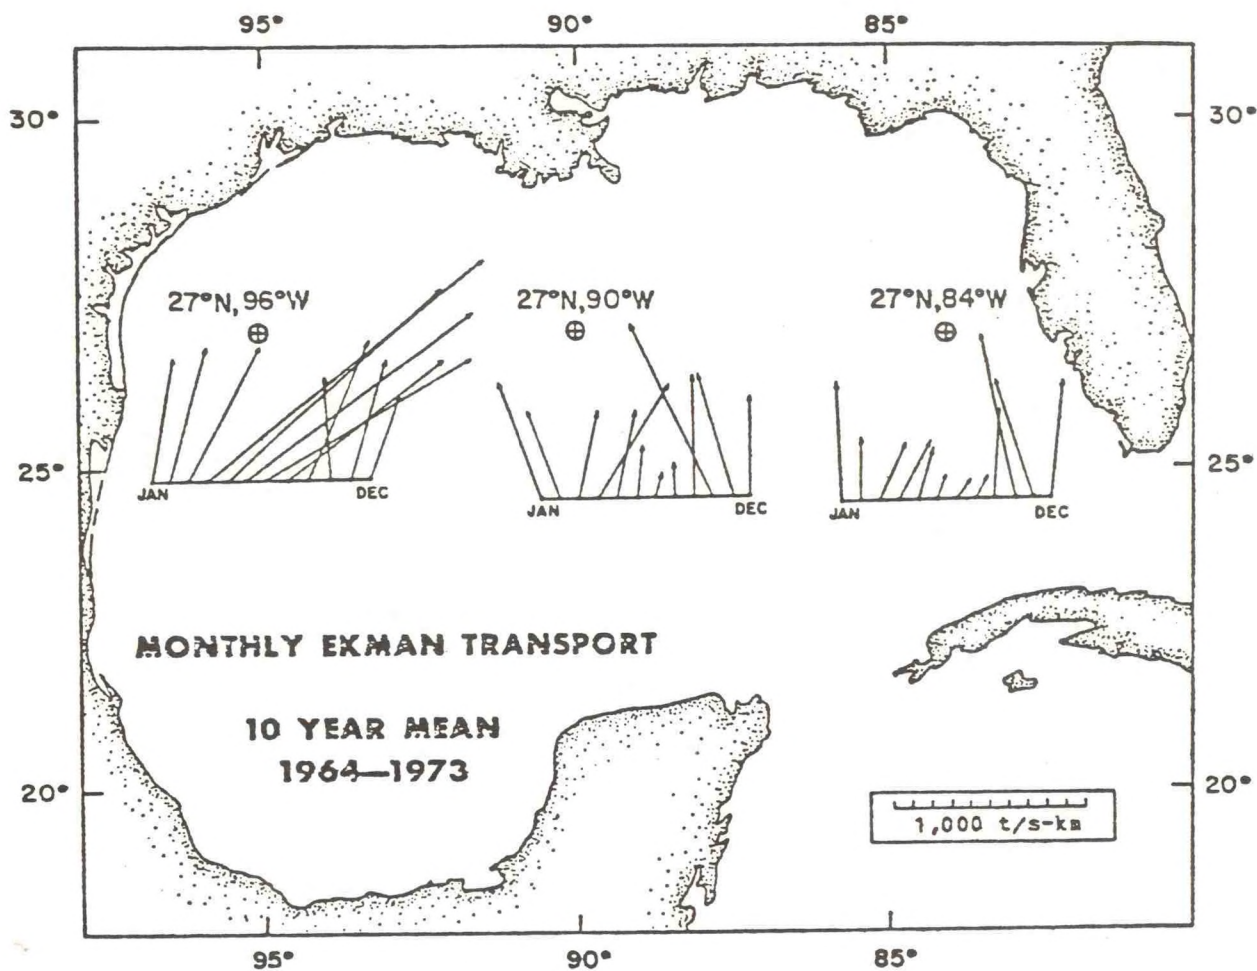 95° 90° 85°
30° 30°
27°N,96°W 27°N,90°W 27°N,84°W
25° 25°
JAN DEC JAN DEC JAN DEC
MONTHLY EKMAN TRANSPORT
10 YEAR MEAN
1964—1973
20° 20°
1,000 t/s-km
95° 90° 85°